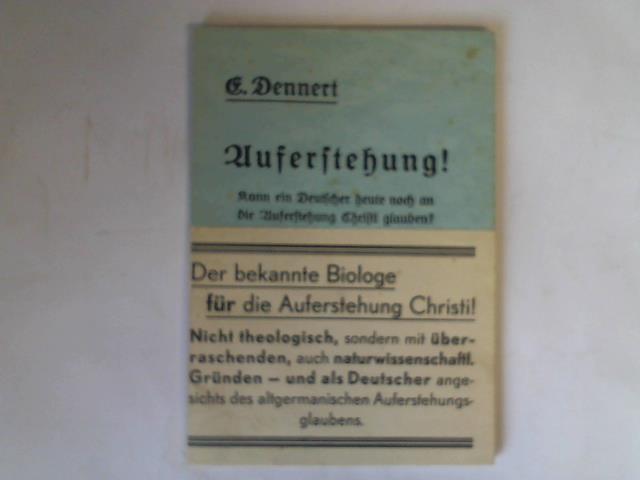 E. Dennert
Auferstehung!
Kann ein Deutscher heute noch an
die Auferstehung Christi glauben?
Der bekannte Biologe
für die Auferstehung Christi!
Nicht theologisch, sondern mit über-
raschenden, auch naturwissenschaftl.
Gründen – und als Deutscher ange-
sichts des altgermanischen Auferstehungs-
glaubens.